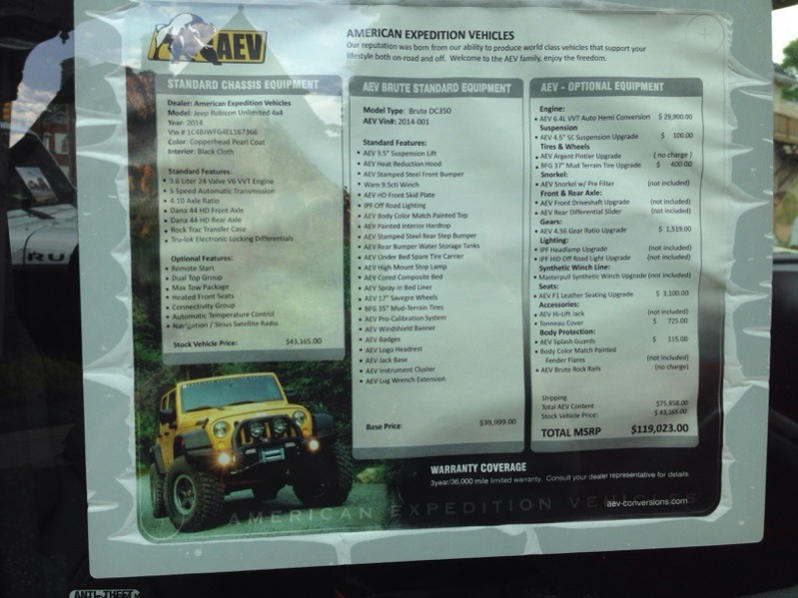 AEV
AMERICAN EXPEDITION VEHICLES
Our reputation was born from our ability to produce world class vehicles that support your
lifestyle both on-road and off. Welcome to the AEV family, enjoy the freedom.
STANDARD CHASSIS EQUIPMENT
Dealer: American Expedition Vehicles
Model: Jeep Rubicon Unlimited 4x4
Year: 2014
Vin # 1C4BJWFG4EL167366
Color: Copperhead Pearl Coat
Interior: Black Cloth
Standard Features:
• 3.6 Liter 24 Valve V6 VVT Engine
• 5 Speed Automatic Transmission
• 4.10 Axle Ratio
• Dana 44 HD Front Axle
• Dana 44 HD Rear Axle
• Rock Trac Transfer Case
• Tru-lok Electronic Locking Differentials
Optional Features:
• Remote Start
• Dual Top Group
• Max Tow Package
• Heated Front Seats
• Connectivity Group
• Automatic Temperature Control
• Navigation / Sirius Satellite Radio
Stock Vehicle Price: $43,165.00
AEV BRUTE STANDARD EQUIPMENT
Model Type: Brute DC350
AEV Vin#: 2014-001
Standard Features:
• AEV 3.5" Suspension Lift
• AEV Heat Reduction Hood
• AEV Stamped Steel Front Bumper
• Warn 9.5cti Winch
• AEV HD Front Skid Plate
• IPF Off Road Lighting
• AEV Body Color Match Painted Top
• AEV Painted Interior Hardtop
• AEV Stamped Steel Rear Step Bumper
• AEV Rear Bumper Water Storage Tanks
• AEV Under Bed Spare Tire Carrier
• AEV High Mount Stop Lamp
• AEV Cored Composite Bed
• AEV Spray-in Bed Liner
• AEV 17" Savegre Wheels
• BFG 35" Mud-Terrain Tires
• AEV Pro-Calibration System
• AEV Windshield Banner
• AEV Badges
• AEV Logo Headrest
• AEV Jack Base
• AEV Instrument Cluster
• AEV Lug Wrench Extension
Base Price: $39,999.00
AEV - OPTIONAL EQUIPMENT
Engine:
• AEV 6.4L VVT Auto Hemi Conversion $ 29,900.00
Suspension
• AEV 4.5" SC Suspension Upgrade $ 100.00
Tires & Wheels
• AEV Argent Pintler Upgrade ( no charge )
• BFG 37" Mud Terrain Tire Upgrade $ 400.00
Snorkel:
• AEV Snorkel w/ Pre Filter (not included)
Front & Rear Axle:
• AEV Front Driveshaft Upgrade (not included)
• AEV Rear Differential Slider (not included)
Gears:
• AEV 4.56 Gear Ratio Upgrade $ 1,519.00
Lighting:
• IPF Headlamp Upgrade (not included)
• IPF HID Off Road Light Upgrade (not included)
Synthetic Winch Line:
• Masterpull Synthetic Winch Upgrade (not included)
Seats:
• AEV F1 Leather Seating Upgrade $ 3,100.00
Accessories:
• AEV Hi-Lift Jack (not included)
• Tonneau Cover $ 725.00
Body Protection:
• AEV Splash Guards $ 115.00
• Body Color Match Painted
Fender Flares (not included)
• AEV Brute Rock Rails (no charge)
Shipping
Total AEV Content $75,858.00
Stock Vehicle Price: $ 43,165.00
TOTAL MSRP $119,023.00
WARRANTY COVERAGE
3year/36,000 mile limited warranty. Consult your dealer representative for details.
AMERICAN EXPEDITION VEHICLES
aev-conversions.com
ANTI-THEFT